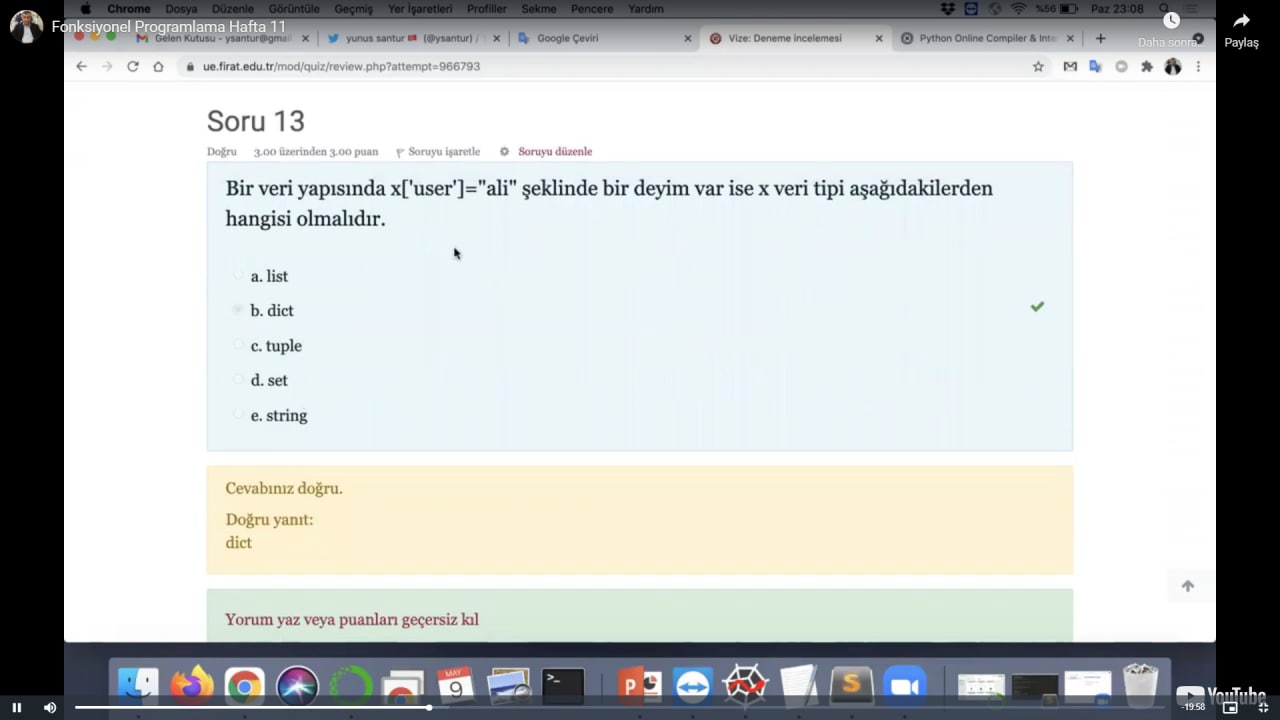 Chrome Dosya Düzenle Görüntüle Geçmiş Yer İşaretleri Profiller Sekme Pencere Yardım %66 Paz 23:08
Fonksiyonel Programlama Hafta 11
Daha sonra...
Paylaş
Gelen Kutusu - ysantur@gmai
yunus santur (@ysantur) /
Google Çeviri
Vize: Deneme incelemesi
Python Online Compiler & Inte
ue.firat.edu.tr/mod/quiz/review.php?attempt=966793
Soru 13
Doğru 3.00 üzerinden 3.00 puan Soruyu işaretle Soruyu düzenle
Bir veri yapısında x['user']="ali" şeklinde bir deyim var ise x veri tipi aşağıdakilerden
hangisi olmalıdır.
a. list
b. dict
c. tuple
d. set
e. string
Cevabınız doğru.
Doğru yanıt:
dict
Yorum yaz veya puanları geçersiz kıl
MAY
9
P
S
YouTube
-19:58